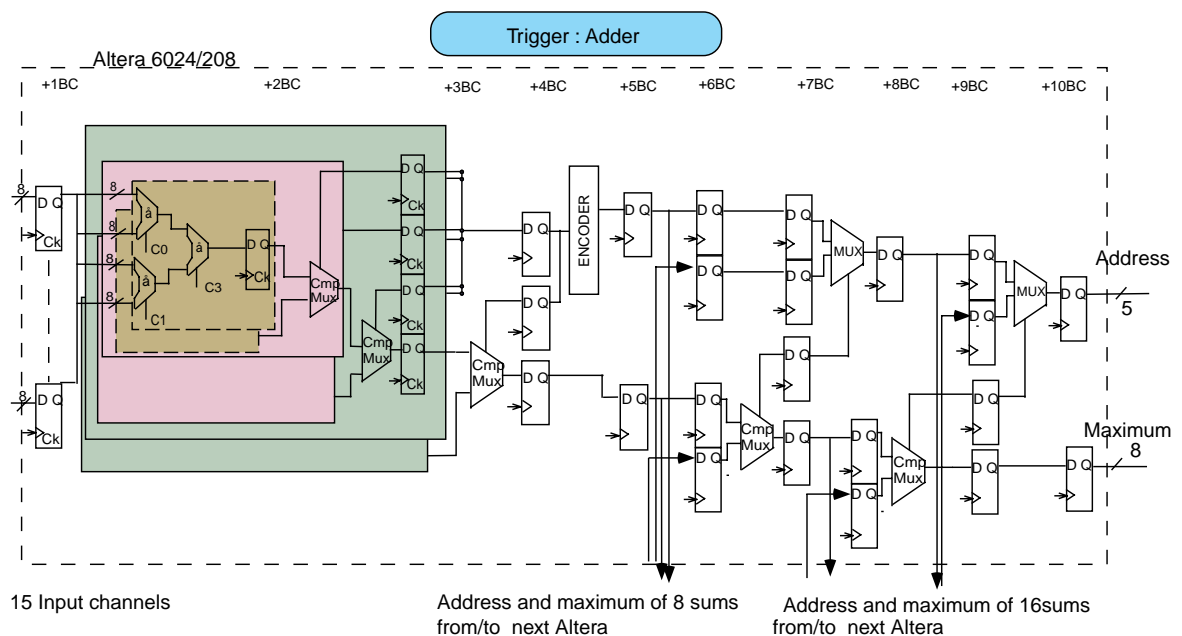 Trigger : Adder
Altera 6024/208
+1BC +2BC +3BC +4BC +5BC +6BC +7BC +8BC +9BC +10BC
8
D Q
Ck
8
8
8
8
å
å
å
C0
C1
C3
D Q
Ck
Cmp
Mux
Cmp
Mux
D Q
Ck
D Q
Ck
D Q
Ck
D Q
Ck
8
D Q
Ck
Cmp
Mux
D Q
D Q
D Q
ENCODER
D Q
D Q
D Q
D Q
D Q
D Q
D Q
Cmp
Mux
D Q
D Q
MUX
D Q
D Q
D Q
D Q
D Q
Cmp
Mux
D Q
D Q
MUX
D Q
D Q
D Q
D Q
Address
5
Maximum
8
15 Input channels
Address and maximum of 8 sums
from/to next Altera
Address and maximum of 16sums
from/to next Altera